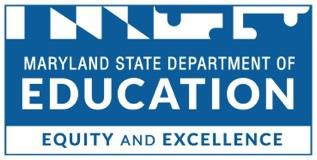 MARYLAND STATE DEPARTMENT OF
EDUCATION
EQUITY AND EXCELLENCE